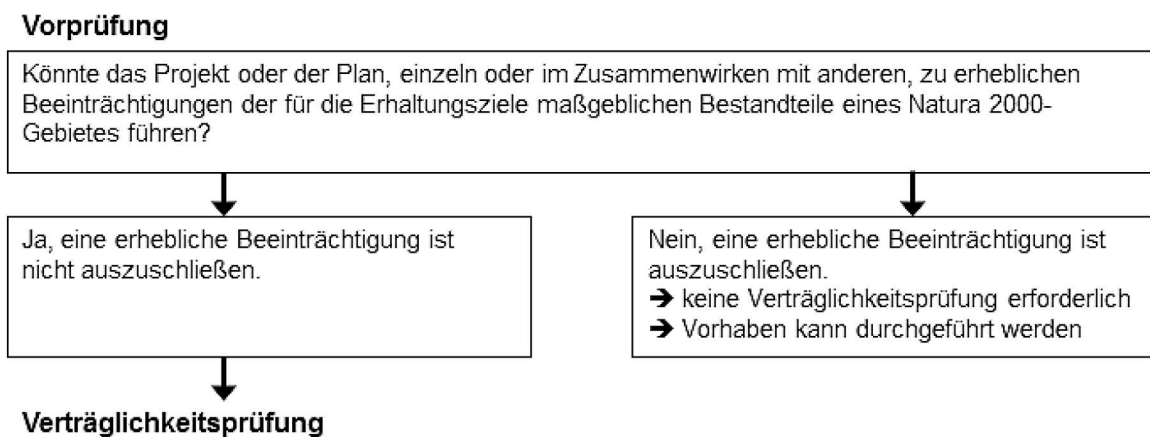 Vorprüfung
Könnte das Projekt oder der Plan, einzeln oder im Zusammenwirken mit anderen, zu erheblichen
Beeinträchtigungen der für die Erhaltungsziele maßgeblichen Bestandteile eines Natura 2000-
Gebietes führen?
Ja, eine erhebliche Beeinträchtigung ist
nicht auszuschließen.
Nein, eine erhebliche Beeinträchtigung ist
auszuschließen.
➔ keine Verträglichkeitsprüfung erforderlich
➔ Vorhaben kann durchgeführt werden
Verträglichkeitsprüfung